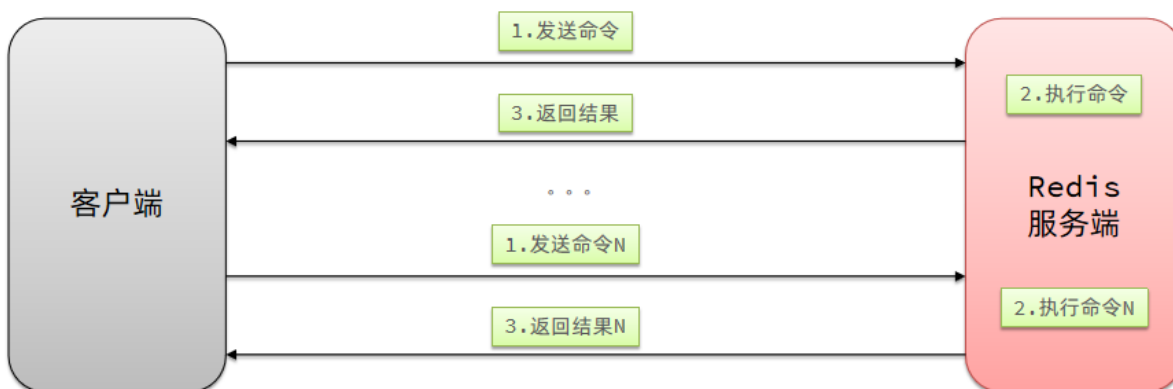 1.发送命令
2.执行命令
3.返回结果
客户端
。。。
Redis
服务端
1.发送命令N
2.执行命令N
3.返回结果N